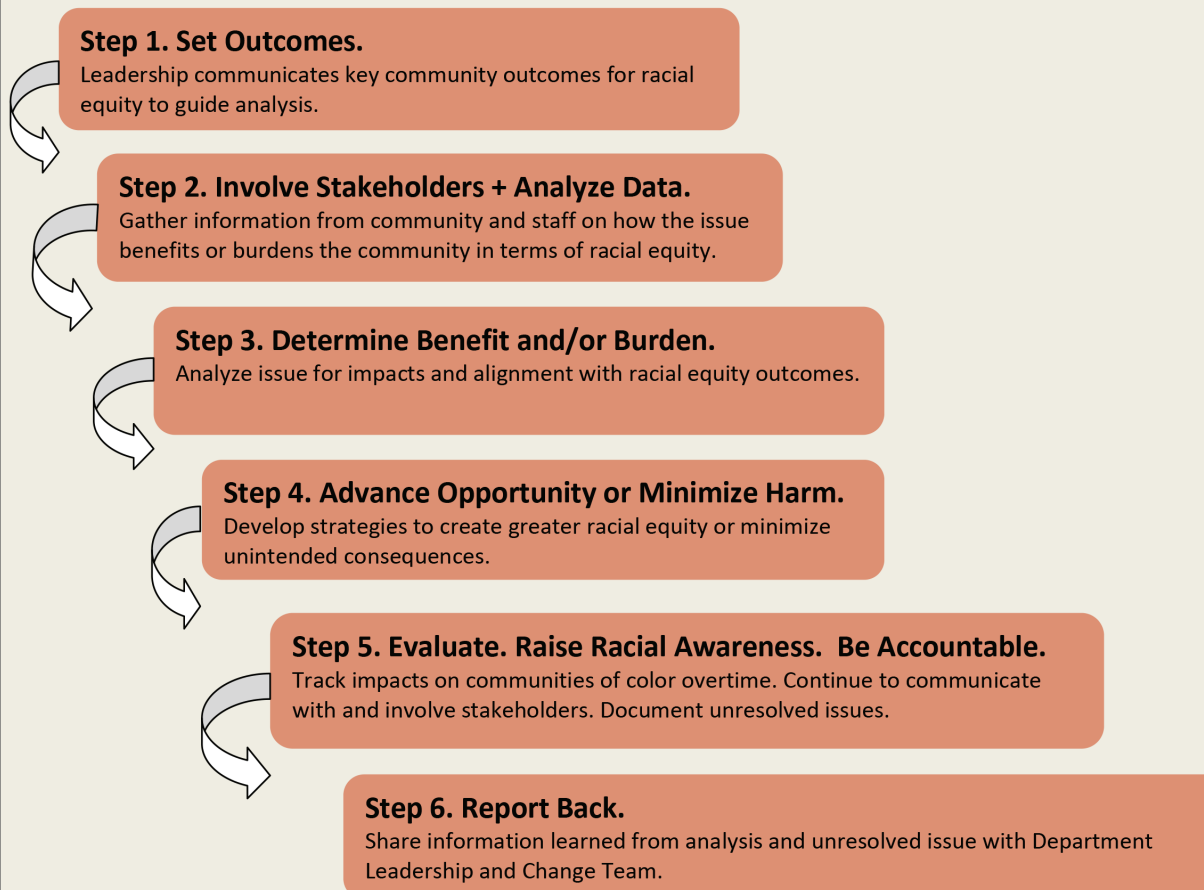 Step 1. Set Outcomes.
Leadership communicates key community outcomes for racial
equity to guide analysis.
Step 2. Involve Stakeholders + Analyze Data.
Gather information from community and staff on how the issue
benefits or burdens the community in terms of racial equity.
Step 3. Determine Benefit and/or Burden.
Analyze issue for impacts and alignment with racial equity outcomes.
Step 4. Advance Opportunity or Minimize Harm.
Develop strategies to create greater racial equity or minimize
unintended consequences.
Step 5. Evaluate. Raise Racial Awareness.  Be Accountable.
Track impacts on communities of color overtime. Continue to communicate
with and involve stakeholders. Document unresolved issues.
Step 6. Report Back.
Share information learned from analysis and unresolved issue with Department
Leadership and Change Team.